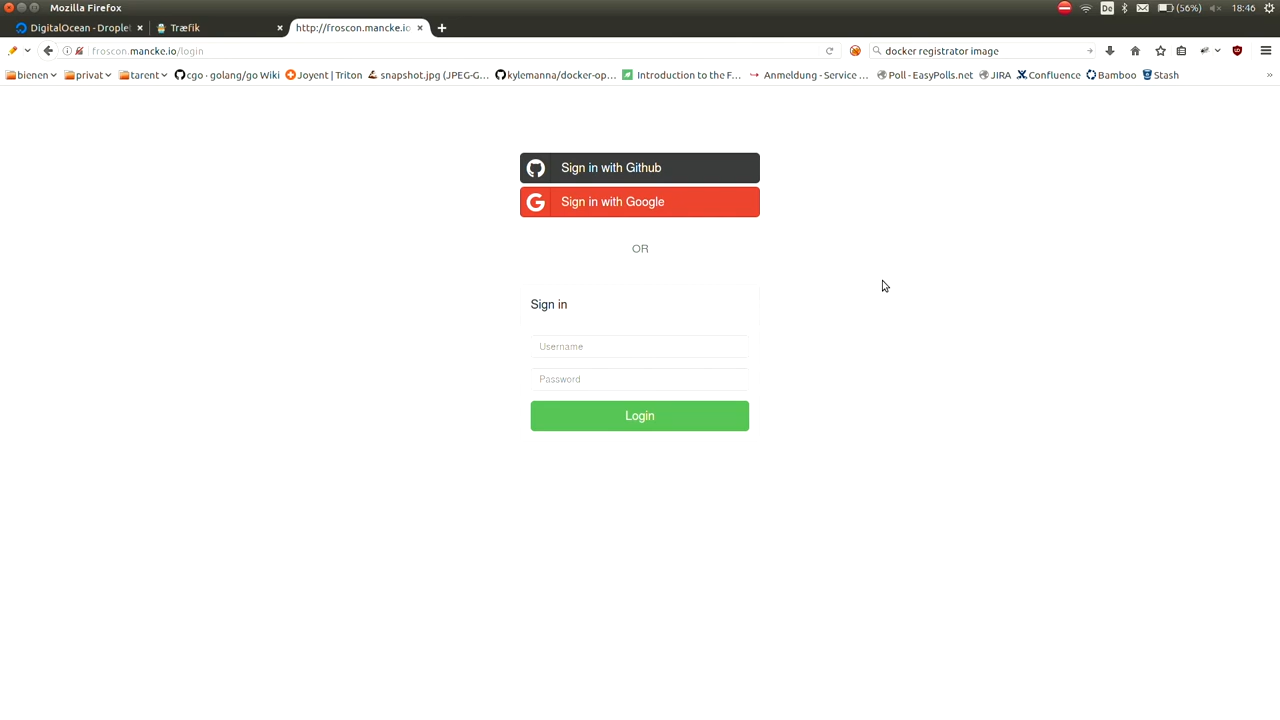 Mozilla Firefox De (56%) 18:46
DigitalOcean - Drople Træfik http://froscon.mancke.io
froscon.mancke.io/login docker registrator image
bienen privat tarent cgo · golang/go Wiki Joyent | Triton snapshot.jpg (JPEG-G... kylemanna/docker-op... Introduction to the F... Anmeldung - Service ... Poll - EasyPolls.net JIRA Confluence Bamboo Stash »
Sign in with Github
Sign in with Google
OR
Sign in
Username
Password
Login